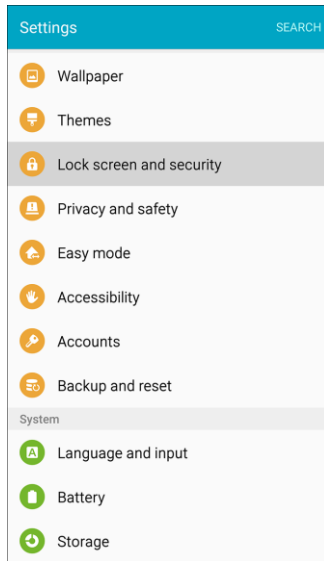 Settings SEARCH
Wallpaper
Themes
Lock screen and security
Privacy and safety
Easy mode
Accessibility
Accounts
Backup and reset
System
Language and input
Battery
Storage